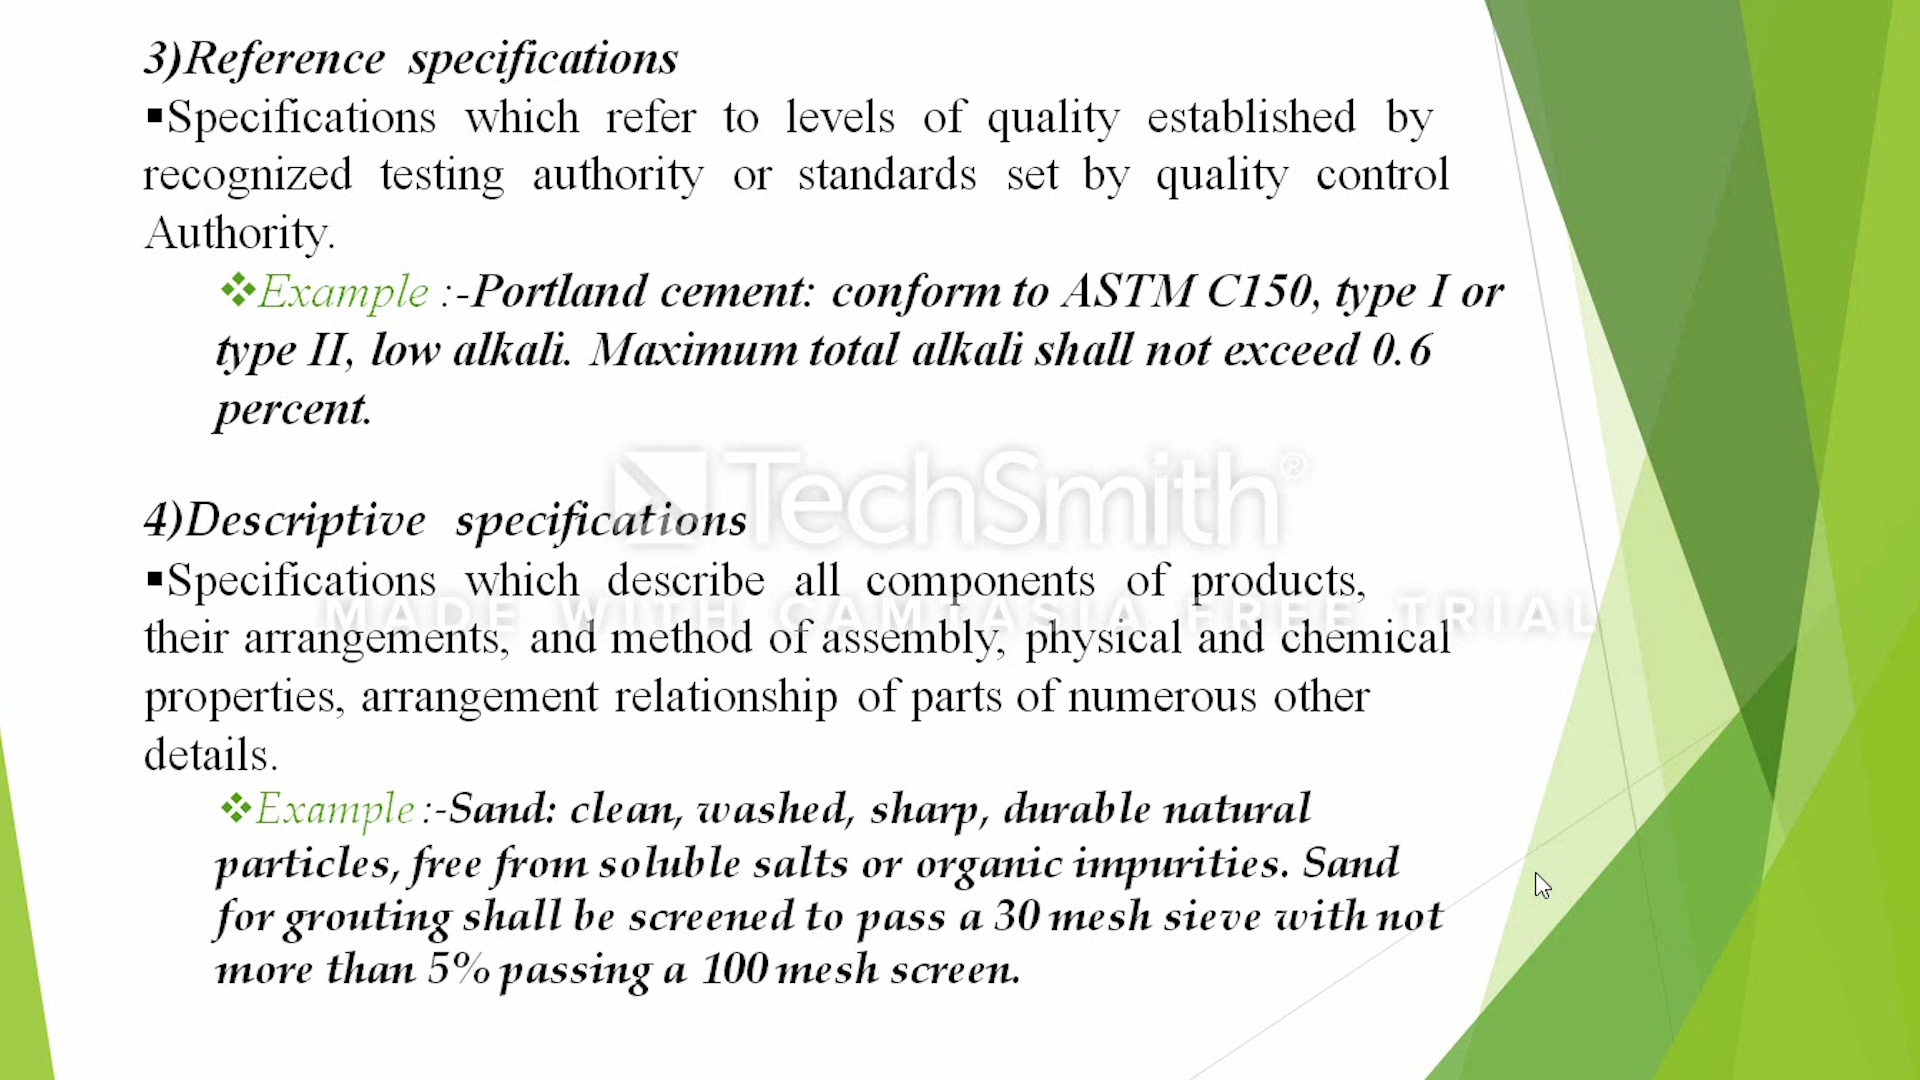 3)Reference specifications
▪Specifications which refer to levels of quality established by
recognized testing authority or standards set by quality control
Authority.
❖Example :-Portland cement: conform to ASTM C150, type I or
type II, low alkali. Maximum total alkali shall not exceed 0.6
percent.
TechSmith®
4)Descriptive specifications
▪Specifications which describe all components of products,
MADE WITH CAMTASIA FREE TRIAL
their arrangements, and method of assembly, physical and chemical
properties, arrangement relationship of parts of numerous other
details.
❖Example :-Sand: clean, washed, sharp, durable natural
particles, free from soluble salts or organic impurities. Sand
for grouting shall be screened to pass a 30 mesh sieve with not
more than 5% passing a 100 mesh screen.